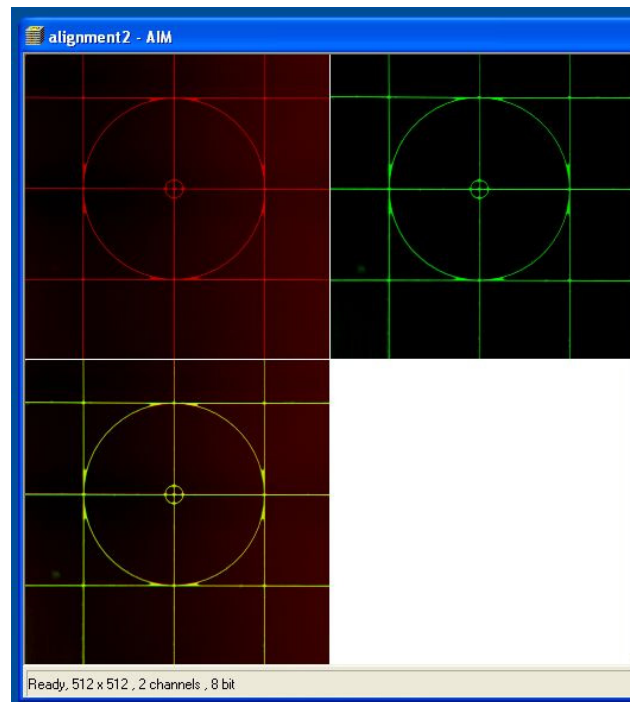 alignment2 - AIM
Ready, 512 x 512 , 2 channels , 8 bit